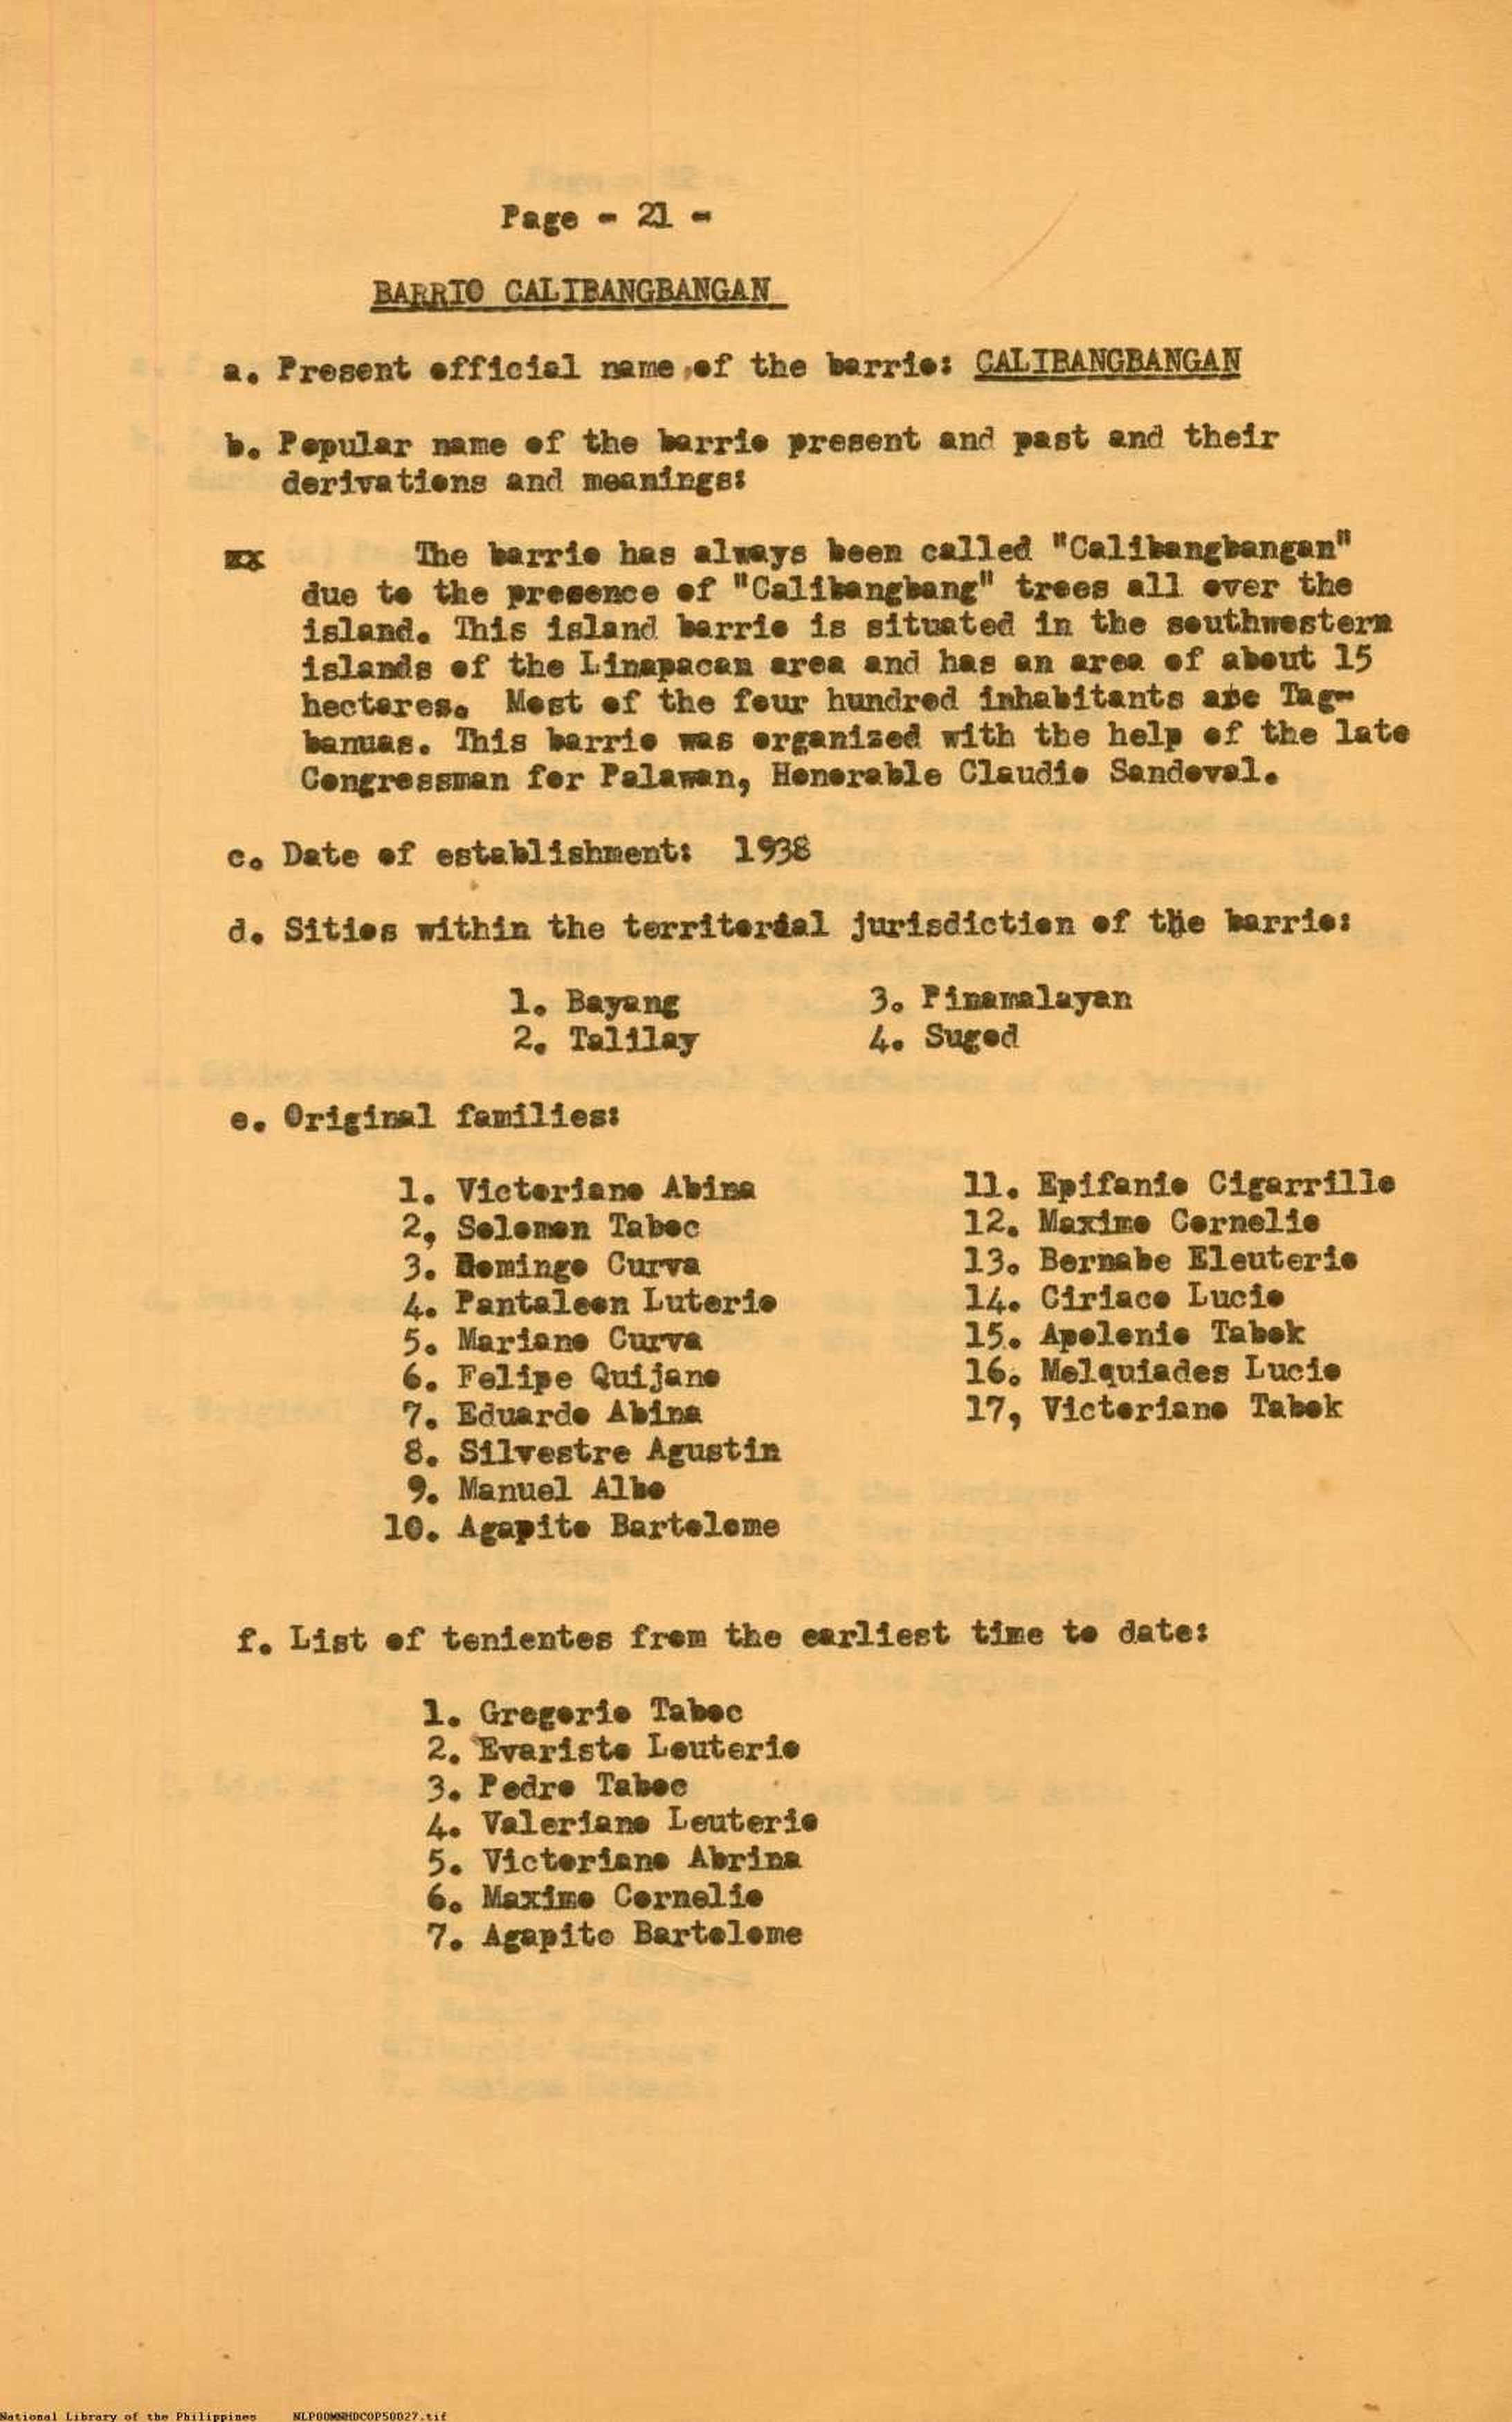 Page - 21 -
BARRIO CALIBANGBANGAN
a. Present official name of the barrio: CALIBANGBANGAN
b. Popular name of the barrio present and past and their
derivations and meanings:
xx The barrio has always been called "Calibangbangan"
due to the presence of "Calibangbang" trees all over the
island. This island barrio is situated in the southwestern
islands of the Linapacan area and has an area of about 15
hectares. Most of the four hundred inhabitants are Tag-
banuas. This barrio was organized with the help of the late
Congressman for Palawan, Honorable Claudio Sandoval.
c. Date of establishment: 1938
d. Sitios within the territorial jurisdiction of the barrio:
1. Bayang 3. Pinamalayan
2. Talilay 4. Sugod
e. Original families:
1. Victoriano Abina 11. Epifanio Cigarrillo
2, Solomon Taboc 12. Maximo Cornelio
3. Domingo Curva 13. Bernabe Eleuterio
4. Pantaleon Luterio 14. Ciriaco Lucio
5. Mariano Curva 15. Apolonio Tabok
6. Felipe Quijano 16. Melquiades Lucio
7. Eduardo Abina 17, Victoriano Tabok
8. Silvestre Agustin
9. Manuel Albo
10. Agapito Bartolome
f. List of tenientes from the earliest time to date:
1. Gregorio Taboc
2. Evaristo Leuterio
3. Pedro Taboc
4. Valeriano Leuterio
5. Victoriano Abrina
6. Maximo Cornelio
7. Agapito Bartolome
National Library of the Philippines NLP00MNHDCOP50027.tif